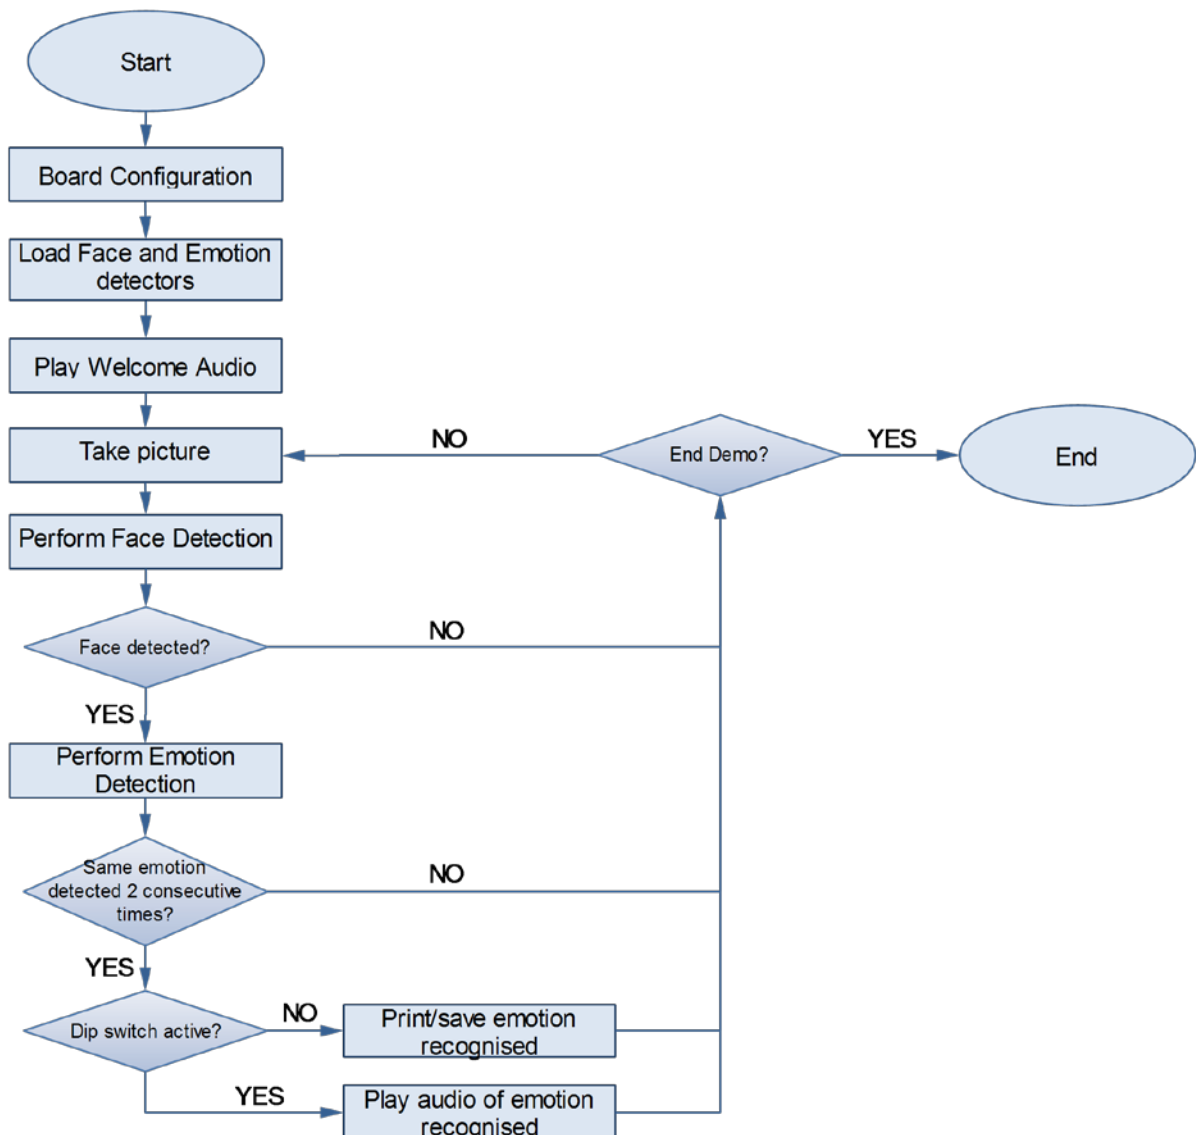 Start
Board Configuration
Load Face and Emotion
detectors
Play Welcome Audio
Take picture
NO
End Demo?
YES
End
Perform Face Detection
Face detected?
NO
YES
Perform Emotion
Detection
Same emotion
detected 2 consecutive
times?
NO
YES
Dip switch active?
NO
Print/save emotion
recognised
YES
Play audio of emotion
recognised